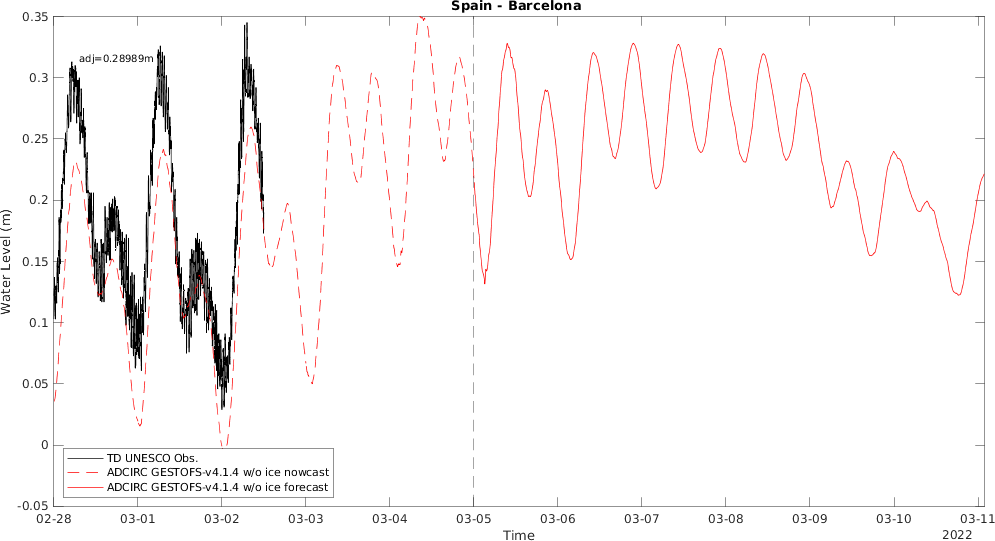 Spain - Barcelona
0.35
adj=0.28989m
0.3
0.25
0.2
0.15
0.1
0.05
0
-0.05
Water Level (m)
TD UNESCO Obs.
ADCIRC GESTOFS-v4.1.4 w/o ice nowcast
ADCIRC GESTOFS-v4.1.4 w/o ice forecast
02-28 03-01 03-02 03-03 03-04 03-05 03-06 03-07 03-08 03-09 03-10 03-11
Time
2022